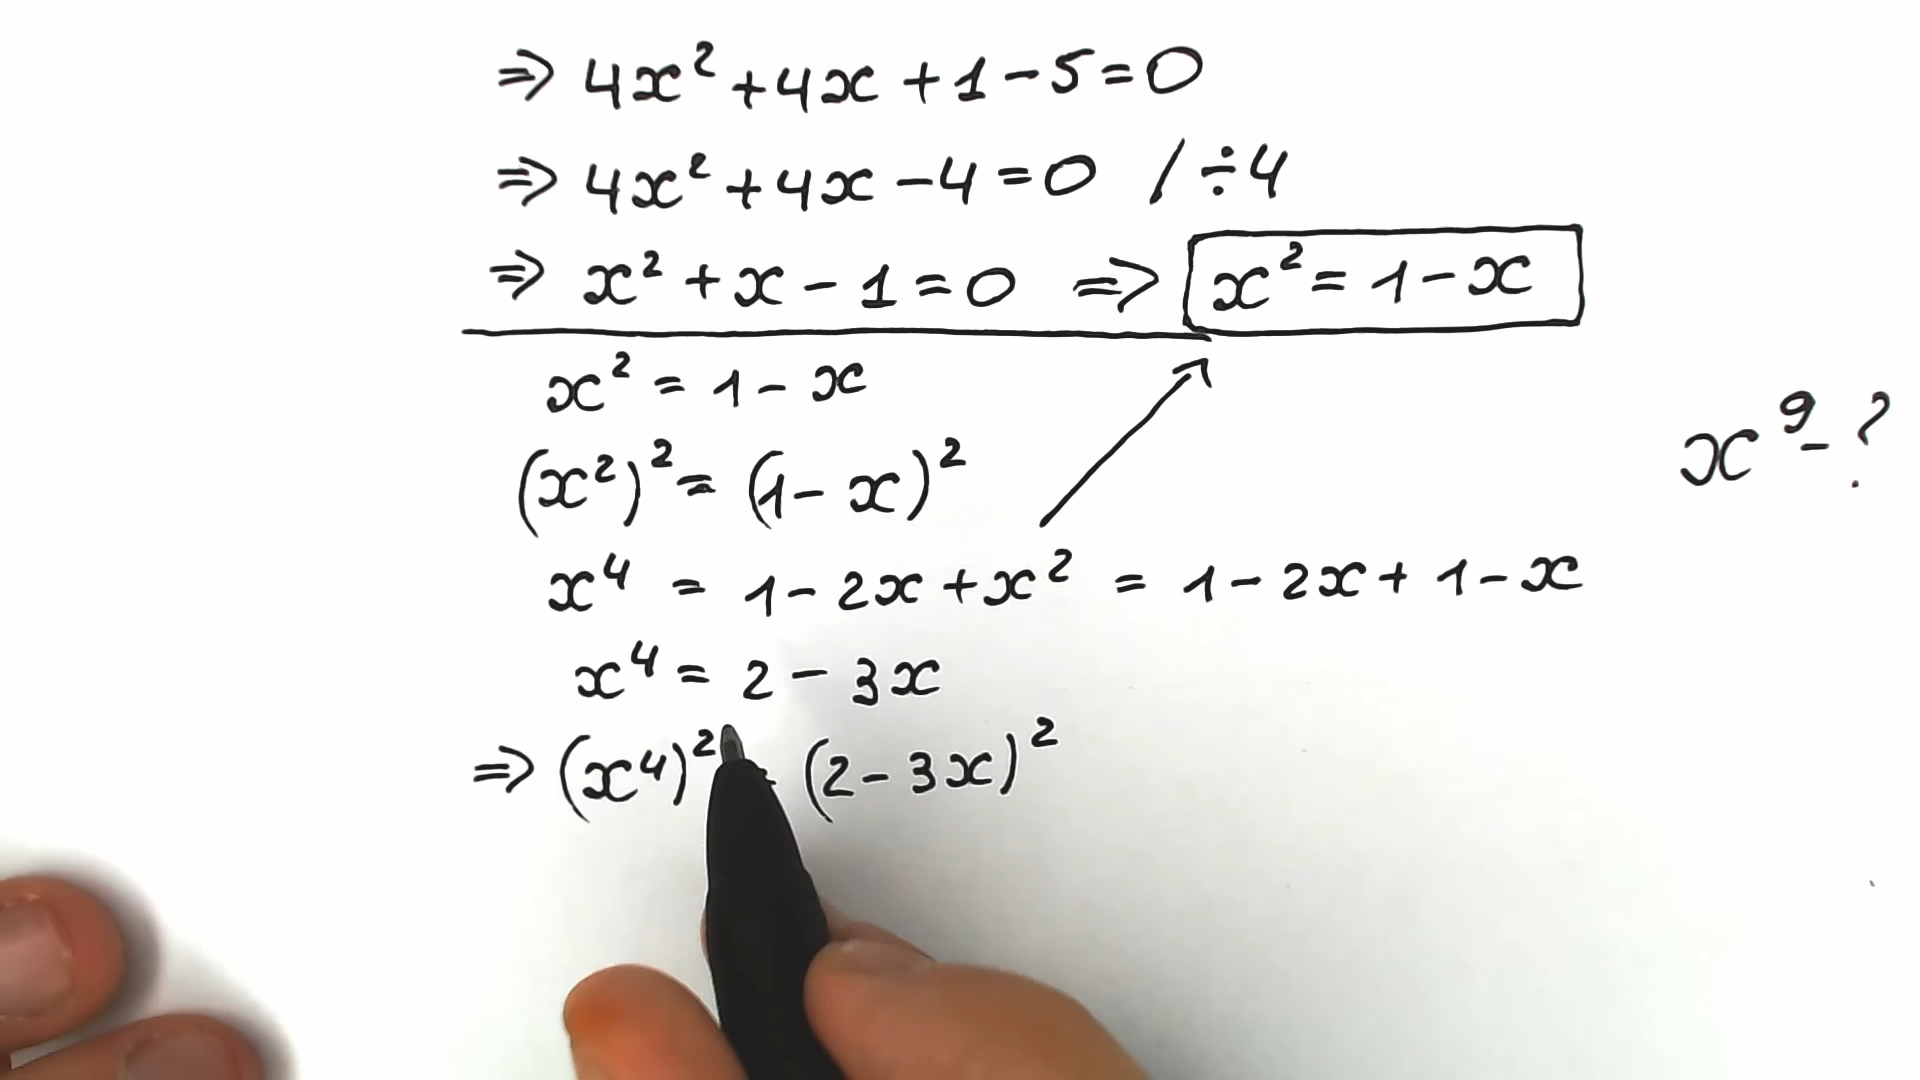 ⇒ 4x² + 4x + 1 - 5 = 0
⇒ 4x² + 4x - 4 = 0 / ÷4
⇒ x² + x - 1 = 0 ⇒ x² = 1 - x
x² = 1 - x
x⁹ - ?
(x²)² = (1 - x)²
x⁴ = 1 - 2x + x² = 1 - 2x + 1 - x
x⁴ = 2 - 3x
⇒ (x⁴)² (2 - 3x)²